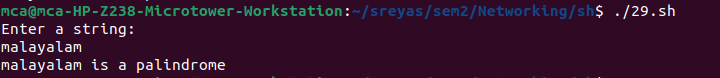 mca@mca-HP-Z238-Microtower-Workstation:~/sreyas/sem2/Networking/sh$ ./29.sh
Enter a string:
malayalam
malayalam is a palindrome